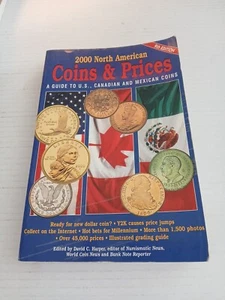 9th EDITION
2000 North American
Coins & Prices
A GUIDE TO U.S., CANADIAN AND MEXICAN COINS
Ready for new dollar coin? • Y2K causes price jumps
Collect on the Internet • Hot bets for Millennium • More than 1,500 photos
• Over 45,000 prices • Illustrated grading guide
Edited by David C. Harper, editor of Numismatic News,
World Coin News and Bank Note Reporter